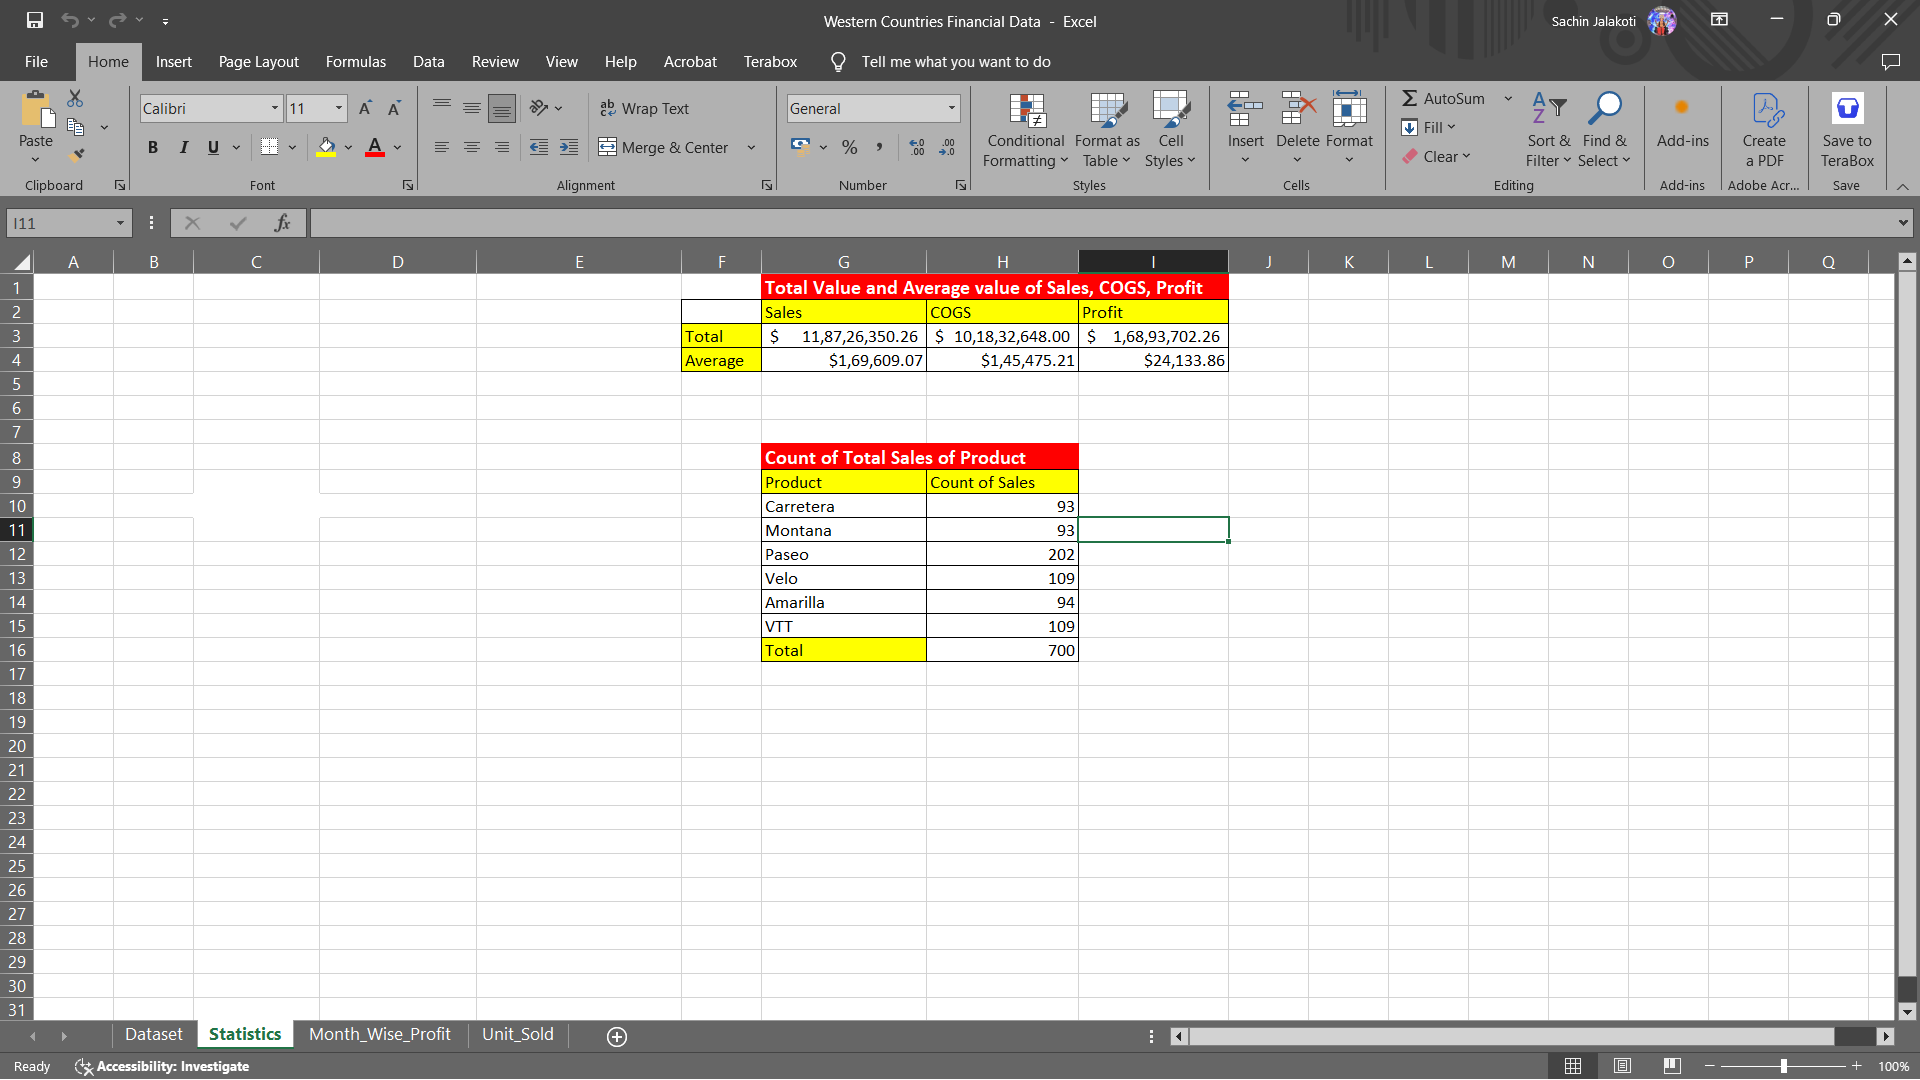 Western Countries Financial Data - Excel
Sachin Jalakoti
File Home Insert Page Layout Formulas Data Review View Help Acrobat Terabox Tell me what you want to do
Paste
Clipboard
Calibri 11
B I U
Font
ab Wrap Text
Merge & Center
Alignment
General
% ,
Number
Conditional Formatting
Format as Table
Cell Styles
Styles
Insert Delete Format
Cells
AutoSum
Fill
Clear
Sort & Filter
Find & Select
Editing
Add-ins
Add-ins
Create a PDF
Adobe Acr...
Save to TeraBox
Save
I11 fx
A B C D E F G H I J K L M N O P Q
1 Total Value and Average value of Sales, COGS, Profit
2 Sales COGS Profit
3 Total $ 11,87,26,350.26 $ 10,18,32,648.00 $ 1,68,93,702.26
4 Average $1,69,609.07 $1,45,475.21 $24,133.86
5
6
7
8 Count of Total Sales of Product
9 Product Count of Sales
10 Carretera 93
11 Montana 93
12 Paseo 202
13 Velo 109
14 Amarilla 94
15 VTT 109
16 Total 700
17
18
19
20
21
22
23
24
25
26
27
28
29
30
31
Dataset Statistics Month_Wise_Profit Unit_Sold
Ready Accessibility: Investigate 100%